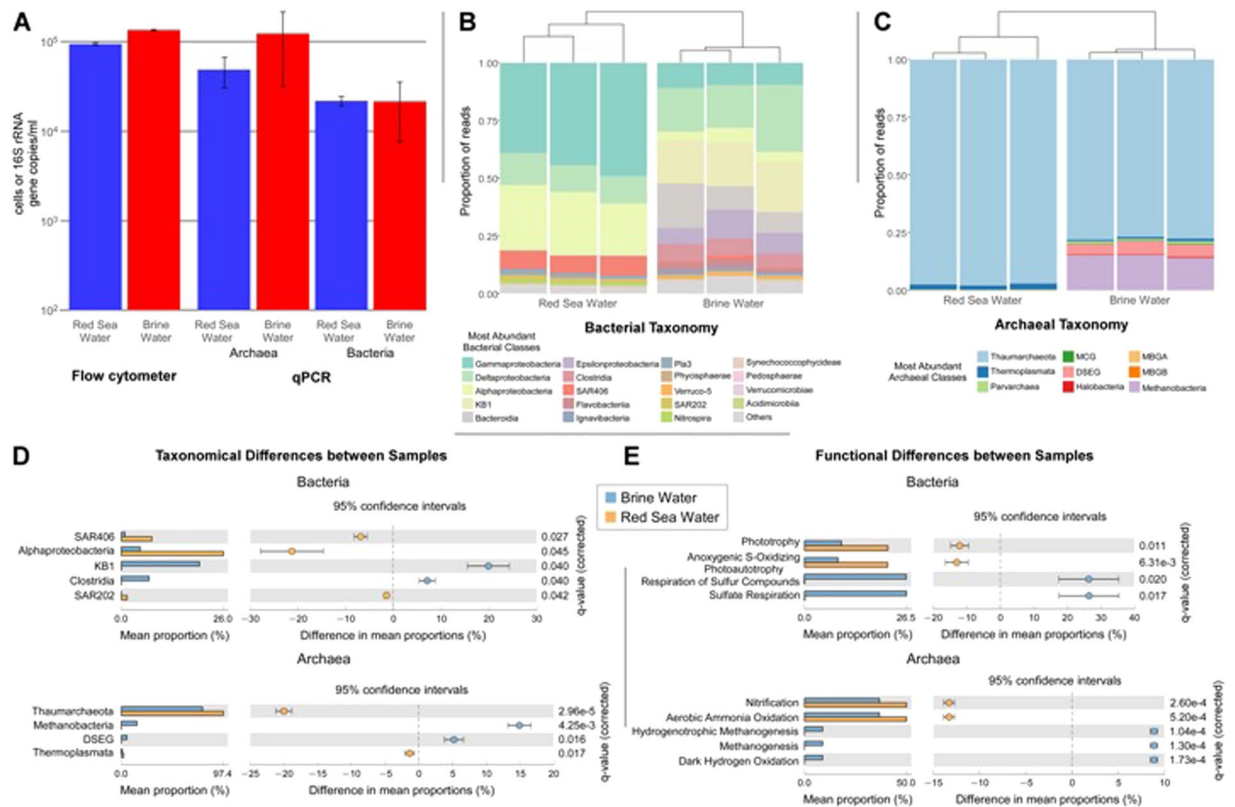 A
cells or 16S rRNA
gene copies/ml
10⁵
10⁴
10³
10²
Red Sea Water
Brine Water
Red Sea Water
Brine Water
Red Sea Water
Brine Water
Archaea
Bacteria
Flow cytometer
qPCR
B
Proportion of reads
1.00
0.75
0.50
0.25
0.00
Red Sea Water
Brine Water
Bacterial Taxonomy
Most Abundant
Bacterial Classes
Gammaproteobacteria
Deltaproteobacteria
Alphaproteobacteria
KB1
Bacteroidia
Epsilonproteobacteria
Clostridia
SAR406
Flavobacteriia
Ignavibacteria
Pla3
Phycisphaerae
Verruco-5
SAR202
Nitrospira
Synechococcophycideae
Pedosphaerae
Verrucomicrobiae
Acidimicrobiia
Others
C
Proportion of reads
1.00
0.75
0.50
0.25
0.00
Red Sea Water
Brine Water
Archaeal Taxonomy
Most Abundant
Archaeal Classes
Thaumarchaeota
Thermoplasmata
Parvarchaea
MCG
DSEG
Halobacteria
MBGA
MBGB
Methanobacteria
D
Taxonomical Differences between Samples
Bacteria
95% confidence intervals
SAR406
0.027
Alphaproteobacteria
0.045
KB1
0.040
Clostridia
0.040
SAR202
0.042
q-value (corrected)
0.0 26.0
−30 −20 −10 0 10 20 30
Mean proportion (%)
Difference in mean proportions (%)
Archaea
95% confidence intervals
Thaumarchaeota
2.96e-5
Methanobacteria
4.25e-3
DSEG
0.016
Thermoplasmata
0.017
q-value (corrected)
0.0 97.4
−25 −20 −15 −10 −5 0 5 10 15 20
Mean proportion (%)
Difference in mean proportions (%)
Brine Water
Red Sea Water
E
Functional Differences between Samples
Bacteria
95% confidence intervals
Phototrophy
0.011
Anoxygenic S-Oxidizing
Photoautotrophy
6.31e-3
Respiration of Sulfur Compounds
0.020
Sulfate Respiration
0.017
q-value (corrected)
0.0 26.5
−20 −10 0 10 20 30 40
Mean proportion (%)
Difference in mean proportions (%)
Archaea
95% confidence intervals
Nitrification
2.60e-4
Aerobic Ammonia Oxidation
5.20e-4
Hydrogenotrophic Methanogenesis
1.04e-4
Methanogenesis
1.30e-4
Dark Hydrogen Oxidation
1.73e-4
q-value (corrected)
0.0 50.0
−15 −10 −5 0 5 10
Mean proportion (%)
Difference in mean proportions (%)